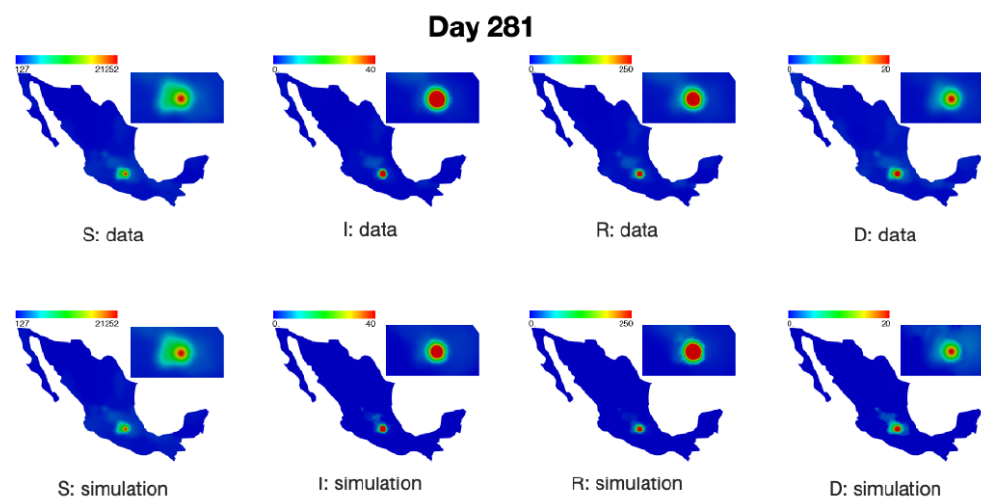 Day 281
127 21252
0 40
0 250
0 20
S: data
I: data
R: data
D: data
127 21252
0 40
0 250
0 20
S: simulation
I: simulation
R: simulation
D: simulation